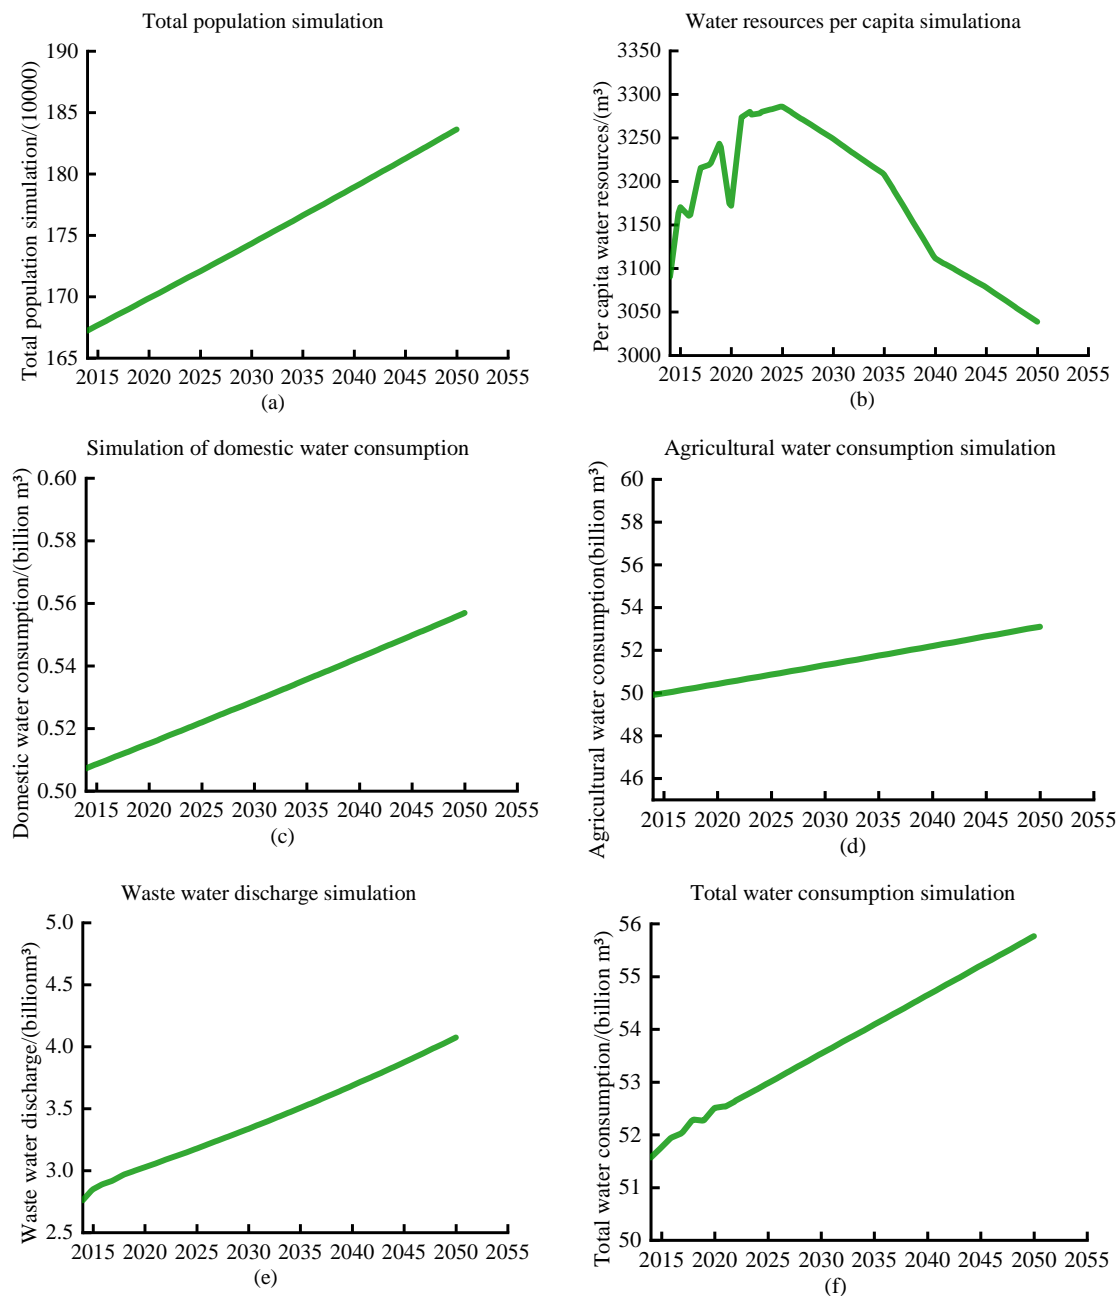 Total population simulation
Total population simulation/(10000)
190
185
180
175
170
165
2015 2020 2025 2030 2035 2040 2045 2050 2055
(a)
Water resources per capita simulationa
Per capita water resources/(m³)
3350
3300
3250
3200
3150
3100
3050
3000
2015 2020 2025 2030 2035 2040 2045 2050 2055
(b)
Simulation of domestic water consumption
Domestic water consumption/(billion m³)
0.60
0.58
0.56
0.54
0.52
0.50
2015 2020 2025 2030 2035 2040 2045 2050 2055
(c)
Agricultural water consumption simulation
Agricultural water consumption(billion m³)
60
58
56
54
53
52
50
48
46
2015 2020 2025 2030 2035 2040 2045 2050 2055
(d)
Waste water discharge simulation
Waste water discharge/(billionm³)
5.0
4.5
4.0
3.5
3.0
2.5
2015 2020 2025 2030 2035 2040 2045 2050 2055
(e)
Total water consumption simulation
Total water consumption/(billion m³)
56
55
54
53
52
51
50
2015 2020 2025 2030 2035 2040 2045 2050 2055
(f)